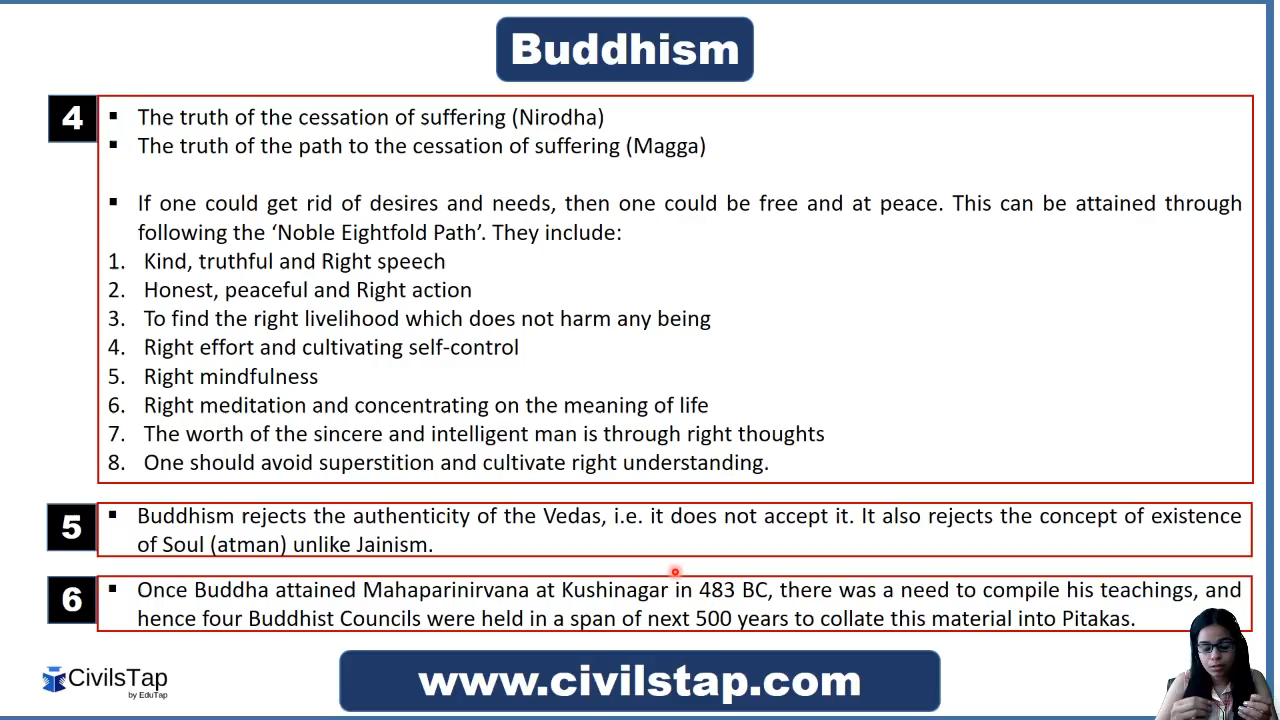 Buddhism
4
▪ The truth of the cessation of suffering (Nirodha)
▪ The truth of the path to the cessation of suffering (Magga)
▪ If one could get rid of desires and needs, then one could be free and at peace. This can be attained through
following the ‘Noble Eightfold Path’. They include:
1. Kind, truthful and Right speech
2. Honest, peaceful and Right action
3. To find the right livelihood which does not harm any being
4. Right effort and cultivating self-control
5. Right mindfulness
6. Right meditation and concentrating on the meaning of life
7. The worth of the sincere and intelligent man is through right thoughts
8. One should avoid superstition and cultivate right understanding.
5
▪ Buddhism rejects the authenticity of the Vedas, i.e. it does not accept it. It also rejects the concept of existence
of Soul (atman) unlike Jainism.
6
▪ Once Buddha attained Mahaparinirvana at Kushinagar in 483 BC, there was a need to compile his teachings, and
hence four Buddhist Councils were held in a span of next 500 years to collate this material into Pitakas.
CivilsTap
by EduTap
www.civilstap.com